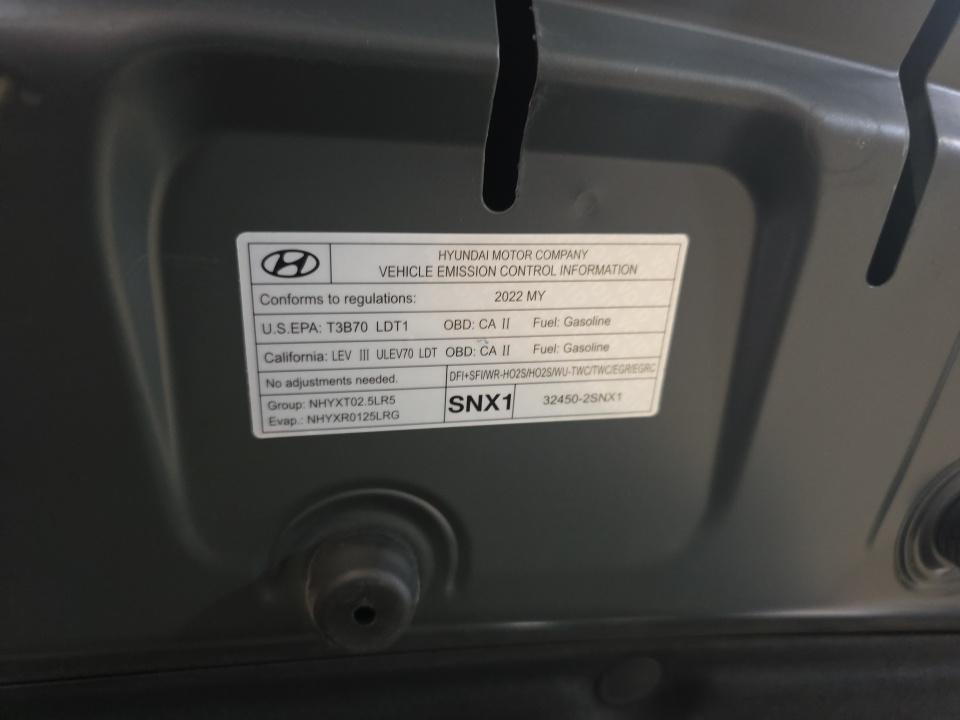 HYUNDAI MOTOR COMPANY
VEHICLE EMISSION CONTROL INFORMATION
Conforms to regulations: 2022 MY
U.S.EPA: T3B70 LDT1 OBD: CA II Fuel: Gasoline
California: LEV III ULEV70 LDT OBD: CA II Fuel: Gasoline
No adjustments needed. DFI+SFI/WR-HO2S/HO2S/WU-TWC/TWC/EGR/EGRC
Group: NHYXT02.5LR5
Evap.: NHYXR0125LRG
SNX1 32450-2SNX1